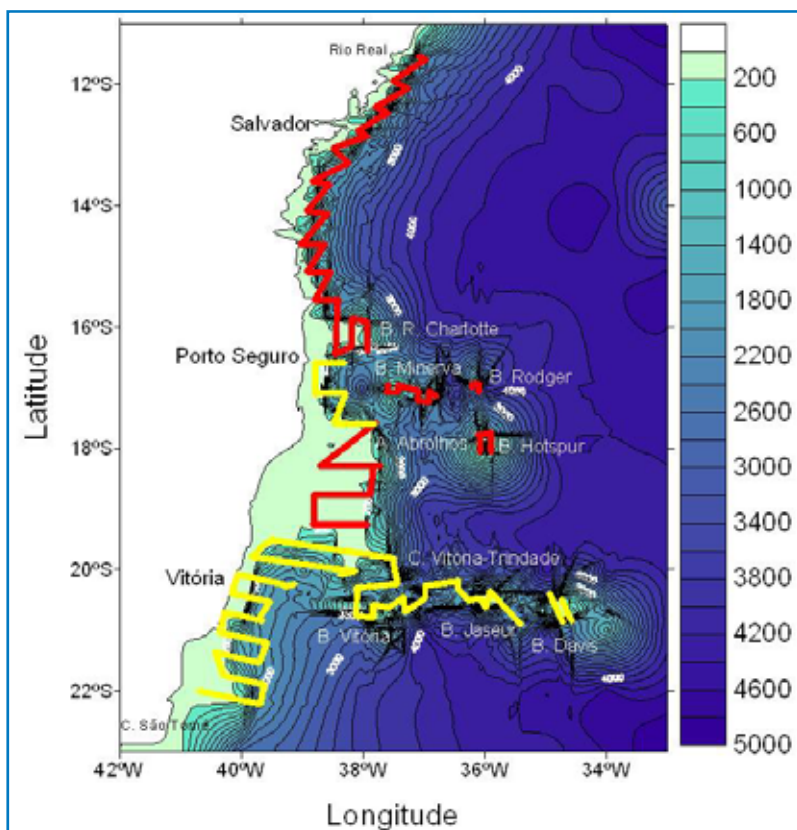 Rio Real
12ºS
Salvador
14ºS
16ºS
B. R. Charlotte
Porto Seguro
B. Minerva
B. Rodger
A. Abrolhos
18ºS
B. Hotspur
20ºS
C. Vitória-Trindade
Vitória
B. Vitória
B. Jaseur
B. Davis
22ºS
C. São Tomé
42ºW
40ºW
38ºW
36ºW
34ºW
Latitude
Longitude
200
600
1000
1400
1800
2200
2600
3000
3400
3800
4200
4600
5000